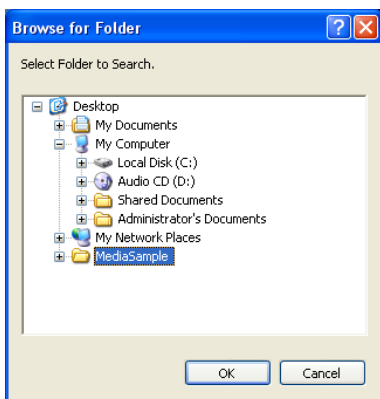 Browse for Folder
Select Folder to Search.
Desktop
My Documents
My Computer
Local Disk (C:)
Audio CD (D:)
Shared Documents
Administrator's Documents
My Network Places
MediaSample
OK Cancel